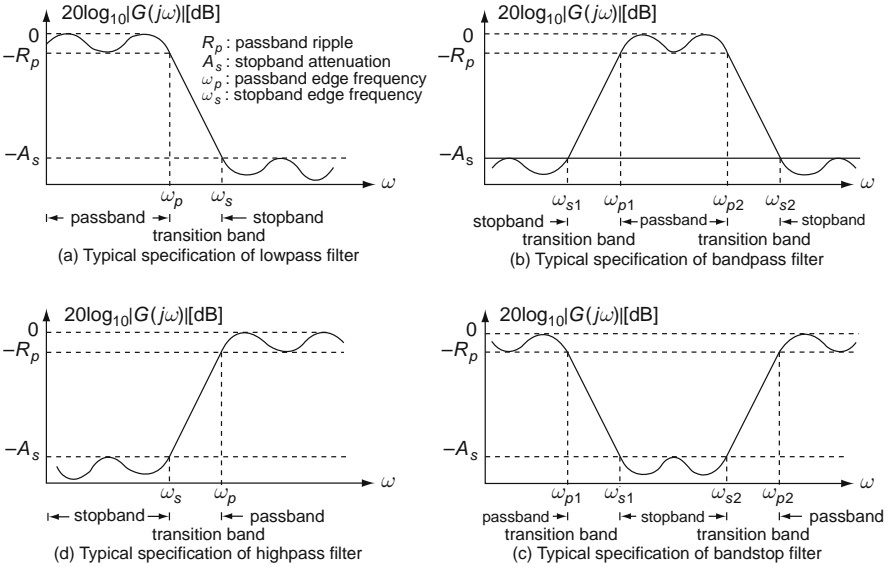 20log₁₀|G(jω)|[dB]
0
−Rₚ
−Aₛ
Rₚ : passband ripple
Aₛ : stopband attenuation
ωₚ : passband edge frequency
ωₛ : stopband edge frequency
ωₚ ωₛ ω
passband stopband
transition band
(a) Typical specification of lowpass filter
20log₁₀|G(jω)|[dB]
0
−Rₚ
−Aₛ
ωₛ₁ ωₚ₁ ωₚ₂ ωₛ₂ ω
stopband passband stopband
transition band transition band
(b) Typical specification of bandpass filter
20log₁₀|G(jω)|[dB]
0
−Rₚ
−Aₛ
ωₛ ωₚ ω
stopband passband
transition band
(d) Typical specification of highpass filter
20log₁₀|G(jω)|[dB]
0
−Rₚ
−Aₛ
ωₚ₁ ωₛ₁ ωₛ₂ ωₚ₂ ω
passband stopband passband
transition band transition band
(c) Typical specification of bandstop filter